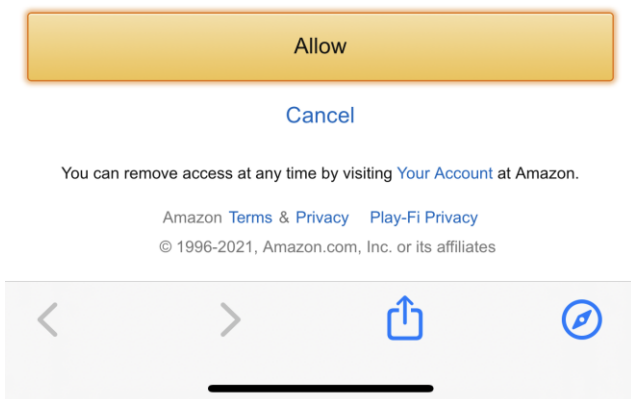 Allow
Cancel
You can remove access at any time by visiting Your Account at Amazon.
Amazon Terms & Privacy Play-Fi Privacy
© 1996-2021, Amazon.com, Inc. or its affiliates